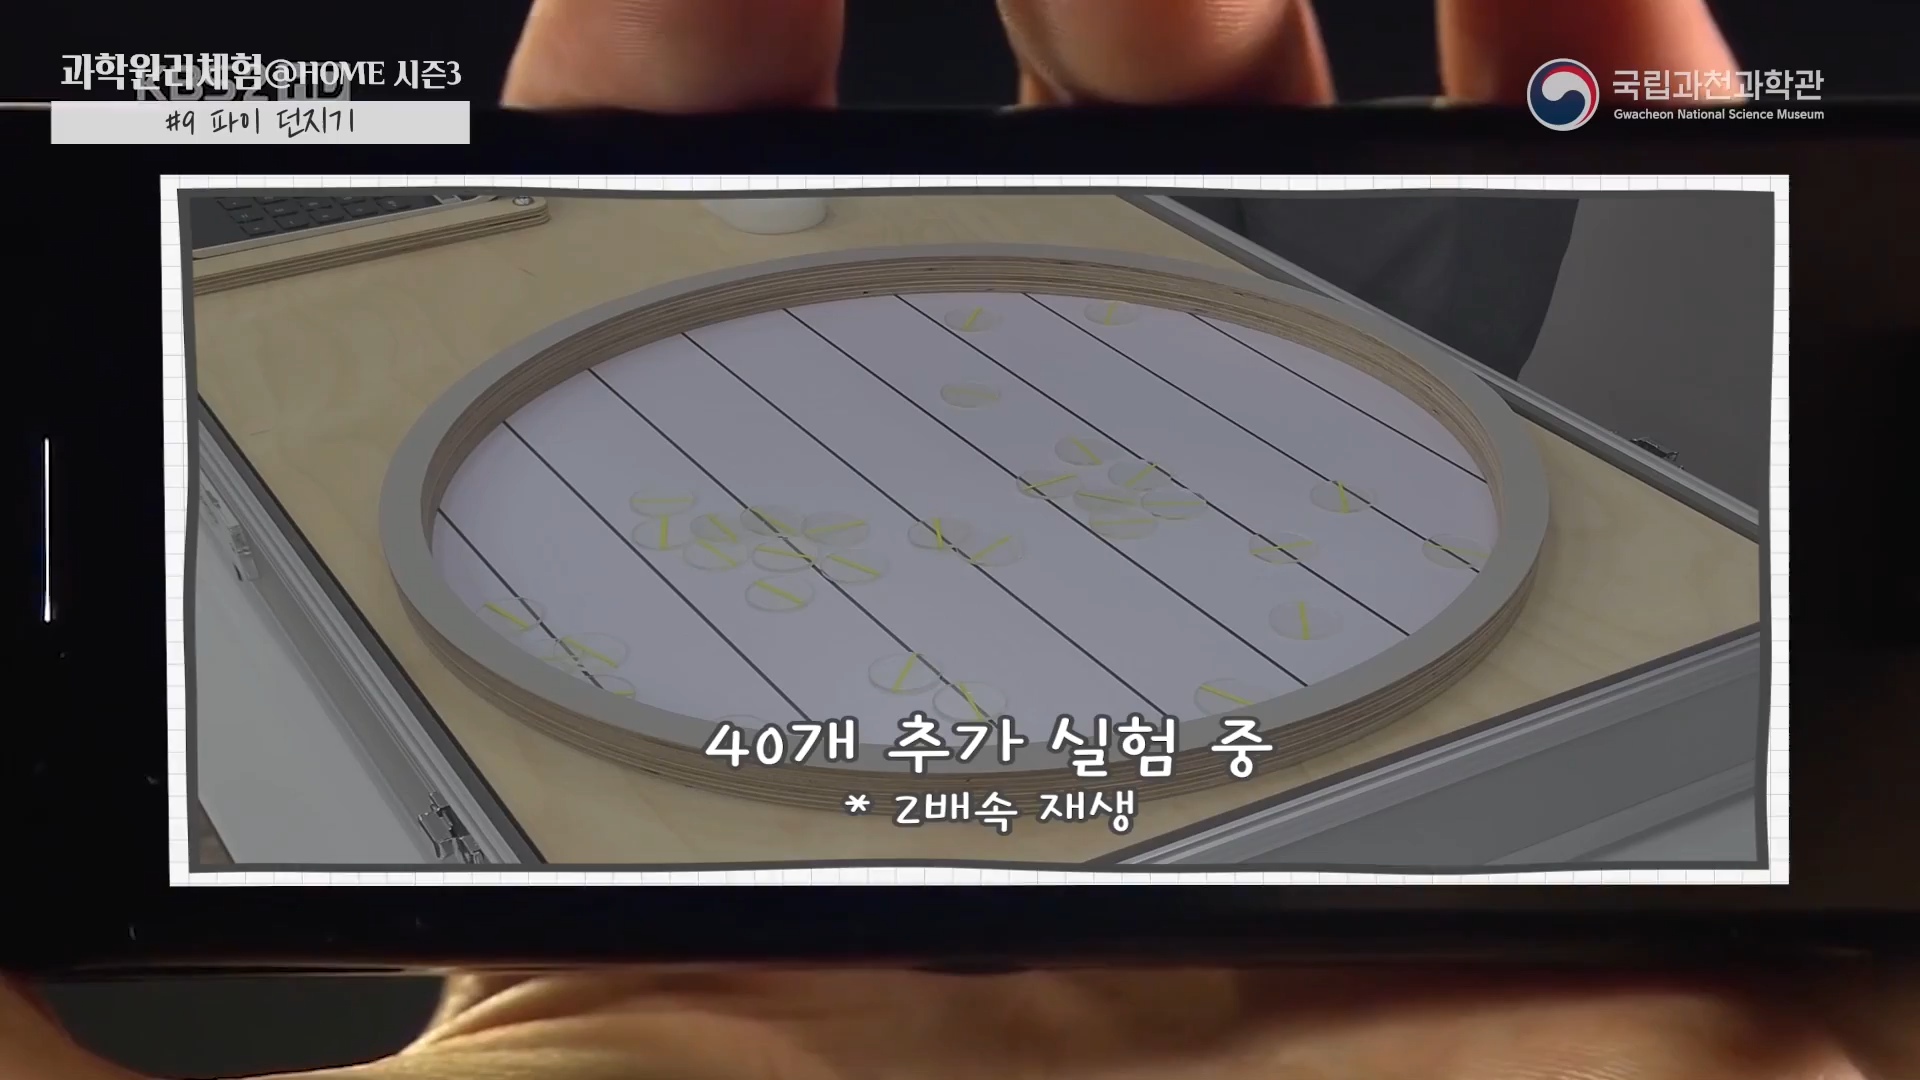 과학원리체험@HOME 시즌3
KBS2 HD
#9 파이 던지기
국립과천과학관
Gwacheon National Science Museum
40개 추가 실험 중
* 2배속 재생